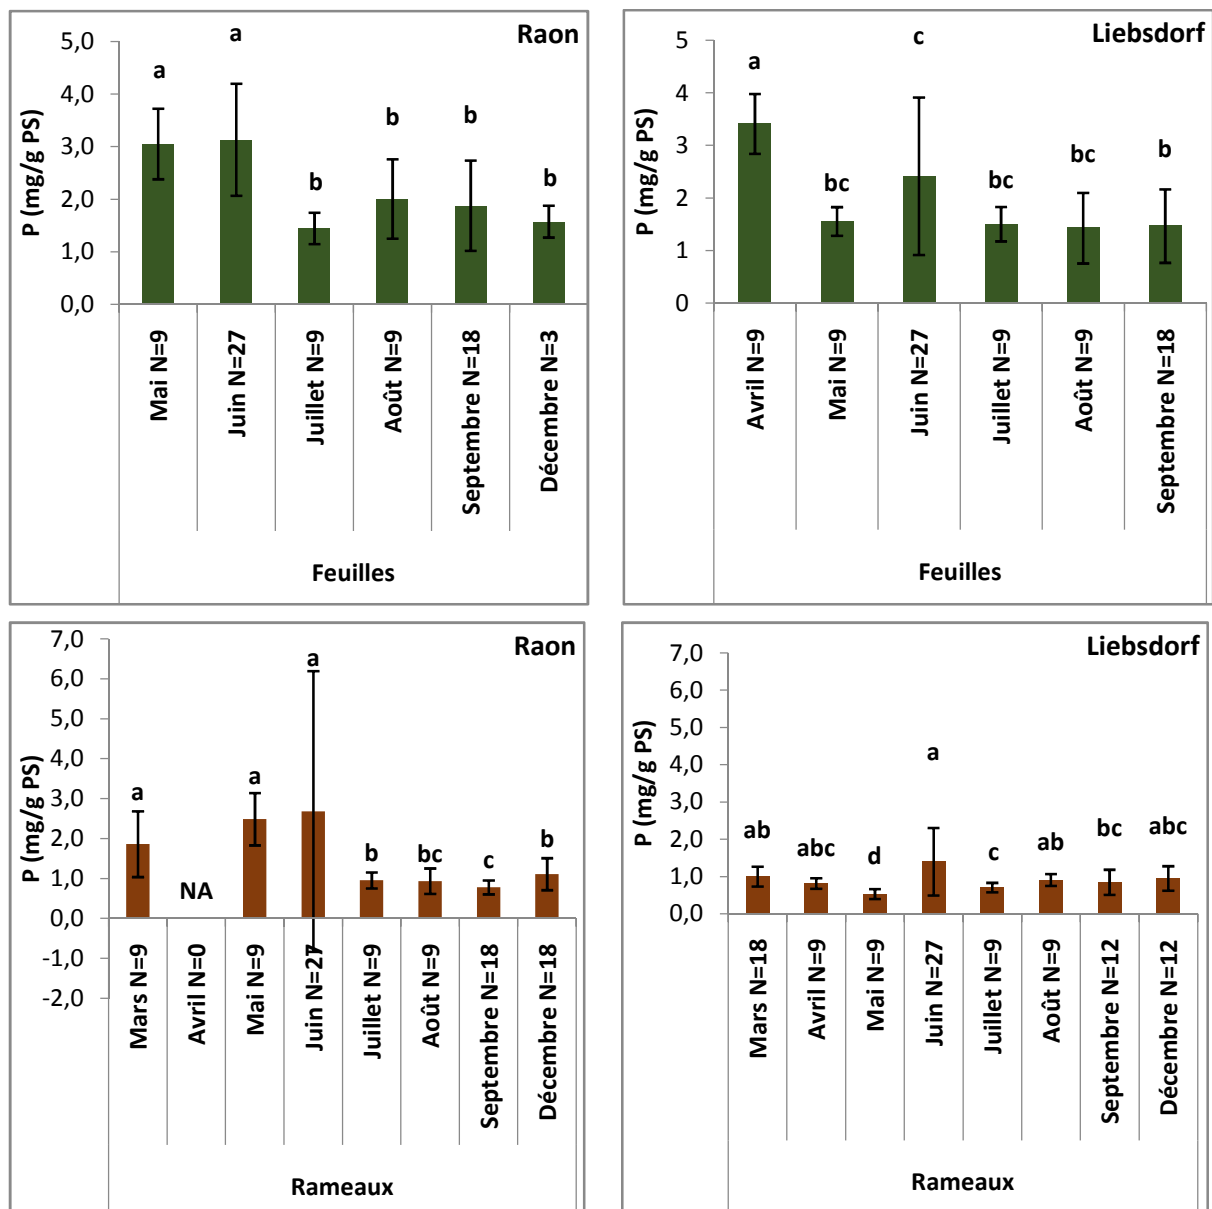 Raon
a
a
b
b
b
b
5,0
4,0
3,0
2,0
1,0
0,0
P (mg/g PS)
Mai N=9
Juin N=27
Juillet N=9
Août N=9
Septembre N=18
Décembre N=3
Feuilles
Liebsdorf
a
bc
c
bc
bc
b
5
4
3
2
1
0
P (mg/g PS)
Avril N=9
Mai N=9
Juin N=27
Juillet N=9
Août N=9
Septembre N=18
Feuilles
Raon
a
NA
a
a
b
bc
c
b
7,0
6,0
5,0
4,0
3,0
2,0
1,0
0,0
-1,0
-2,0
P (mg/g PS)
Mars N=9
Avril N=0
Mai N=9
Juin N=27
Juillet N=9
Août N=9
Septembre N=18
Décembre N=18
Rameaux
Liebsdorf
ab
abc
d
a
c
ab
bc
abc
7,0
6,0
5,0
4,0
3,0
2,0
1,0
0,0
P (mg/g PS)
Mars N=18
Avril N=9
Mai N=9
Juin N=27
Juillet N=9
Août N=9
Septembre N=12
Décembre N=12
Rameaux